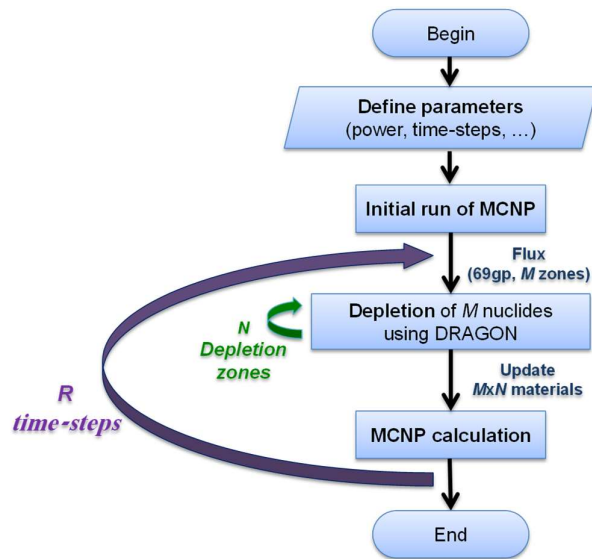 Begin
Define parameters
(power, time-steps, ...)
Initial run of MCNP
Flux
(69gp, M zones)
Depletion of M nuclides
using DRAGON
N
Depletion
zones
Update
MxN materials
R
time-steps
MCNP calculation
End